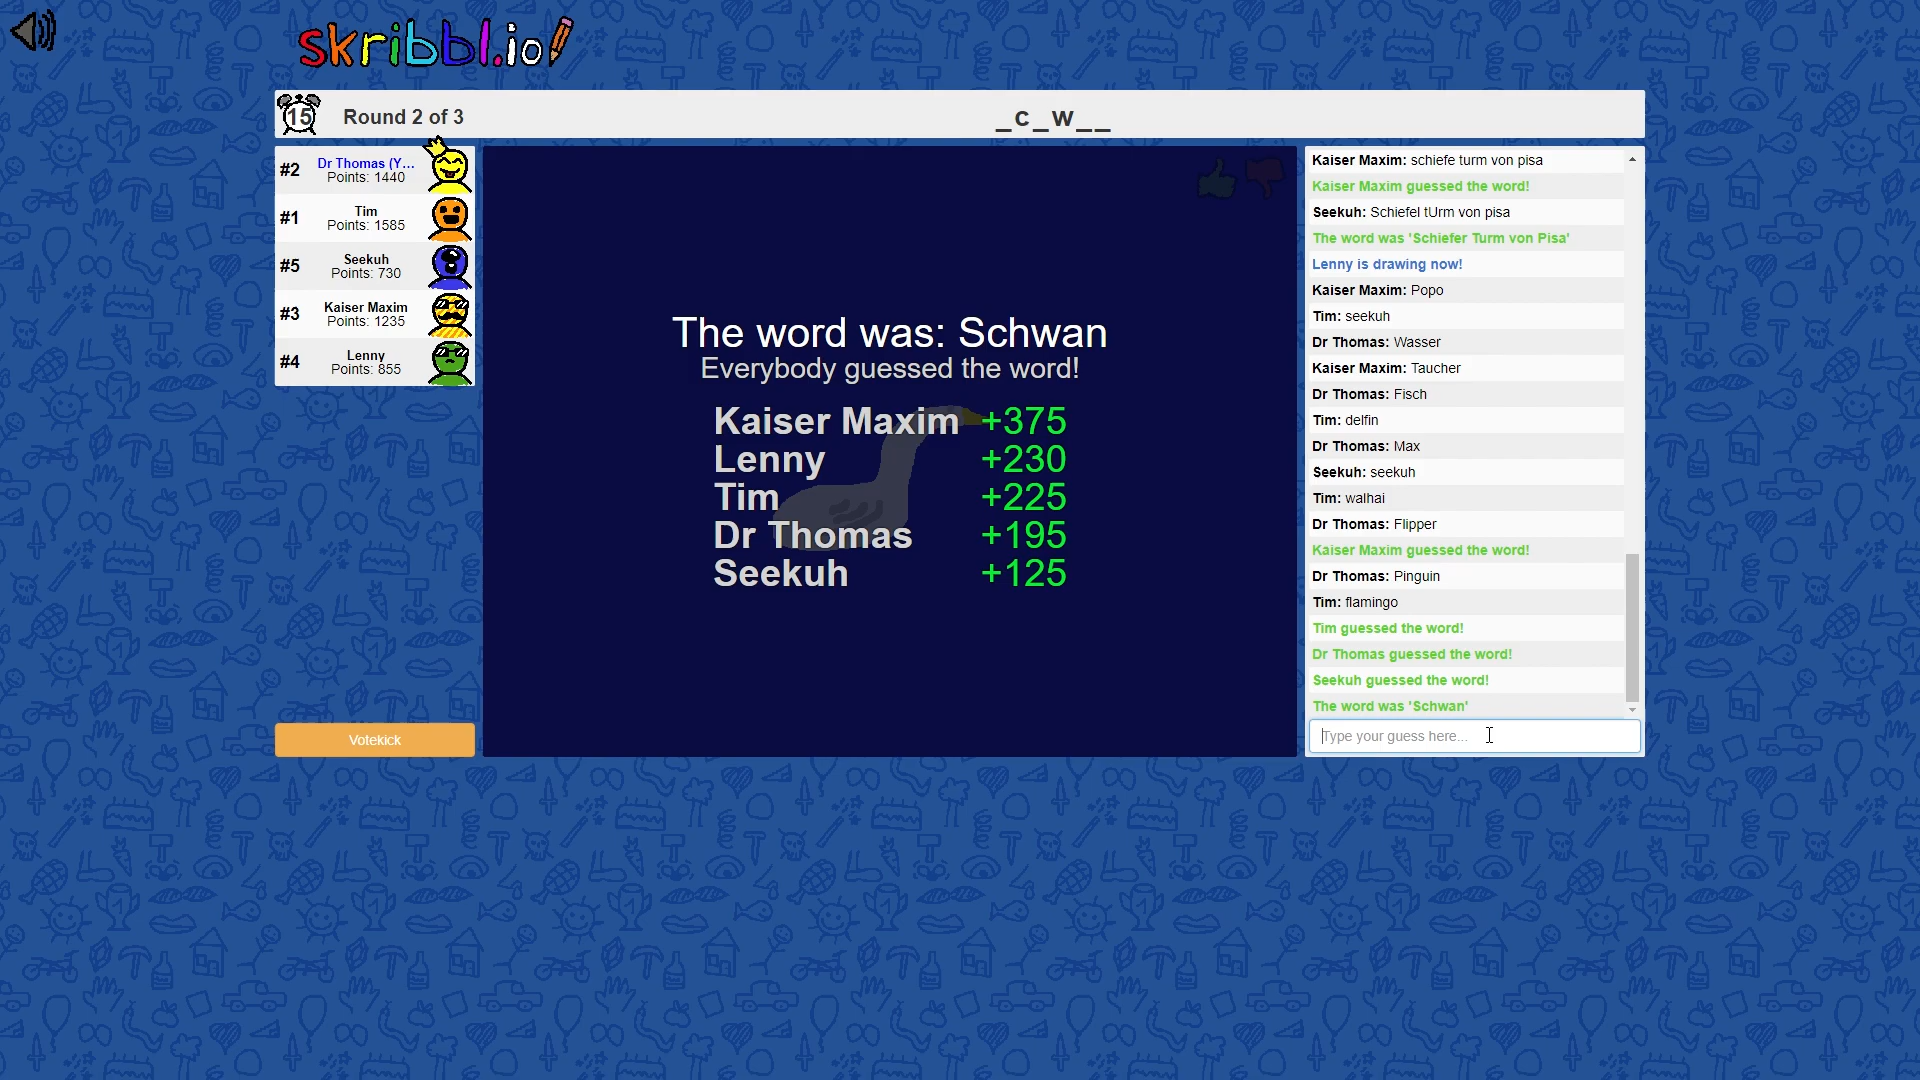 skribbl.io
15
Round 2 of 3
_c_w__
#2
Dr Thomas (Y...
Points: 1440
#1
Tim
Points: 1585
#5
Seekuh
Points: 730
#3
Kaiser Maxim
Points: 1235
#4
Lenny
Points: 855
Votekick
The word was: Schwan
Everybody guessed the word!
Kaiser Maxim +375
Lenny +230
Tim +225
Dr Thomas +195
Seekuh +125
Kaiser Maxim: schiefe turm von pisa
Kaiser Maxim guessed the word!
Seekuh: Schiefel tUrm von pisa
The word was 'Schiefer Turm von Pisa'
Lenny is drawing now!
Kaiser Maxim: Popo
Tim: seekuh
Dr Thomas: Wasser
Kaiser Maxim: Taucher
Dr Thomas: Fisch
Tim: delfin
Dr Thomas: Max
Seekuh: seekuh
Tim: walhai
Dr Thomas: Flipper
Kaiser Maxim guessed the word!
Dr Thomas: Pinguin
Tim: flamingo
Tim guessed the word!
Dr Thomas guessed the word!
Seekuh guessed the word!
The word was 'Schwan'
Type your guess here...